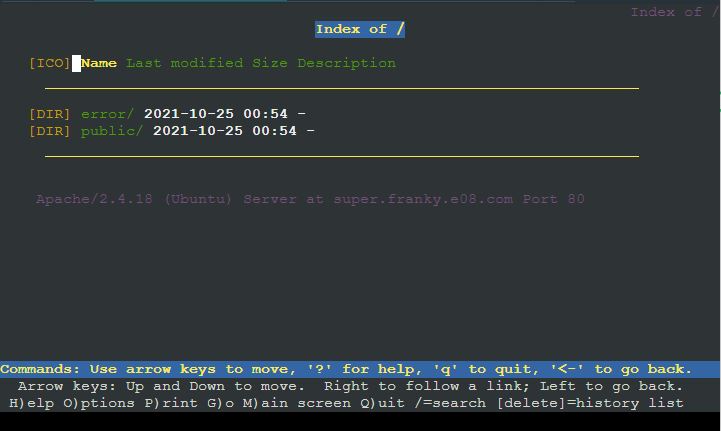 Index of /
Index of /
[ICO] Name Last modified Size Description
[DIR] error/ 2021-10-25 00:54 -
[DIR] public/ 2021-10-25 00:54 -
Apache/2.4.18 (Ubuntu) Server at super.franky.e08.com Port 80
Commands: Use arrow keys to move, '?' for help, 'q' to quit, '<-' to go back.
Arrow keys: Up and Down to move. Right to follow a link; Left to go back.
H)elp O)ptions P)rint G)o M)ain screen Q)uit /=search [delete]=history list